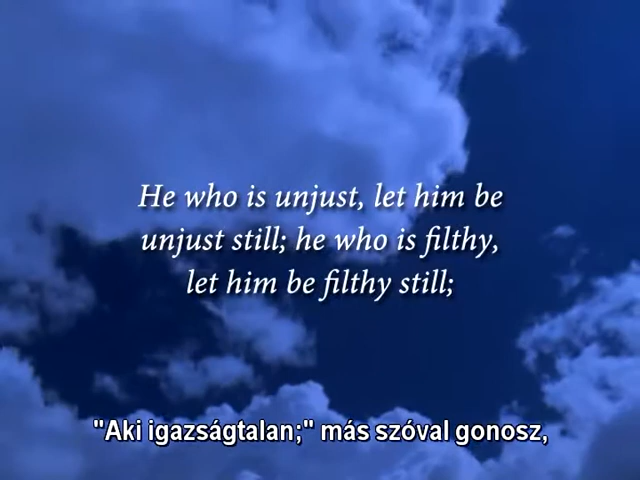 He who is unjust, let him be
unjust still; he who is filthy,
let him be filthy still;
"Aki igazságtalan;" más szóval gonosz,